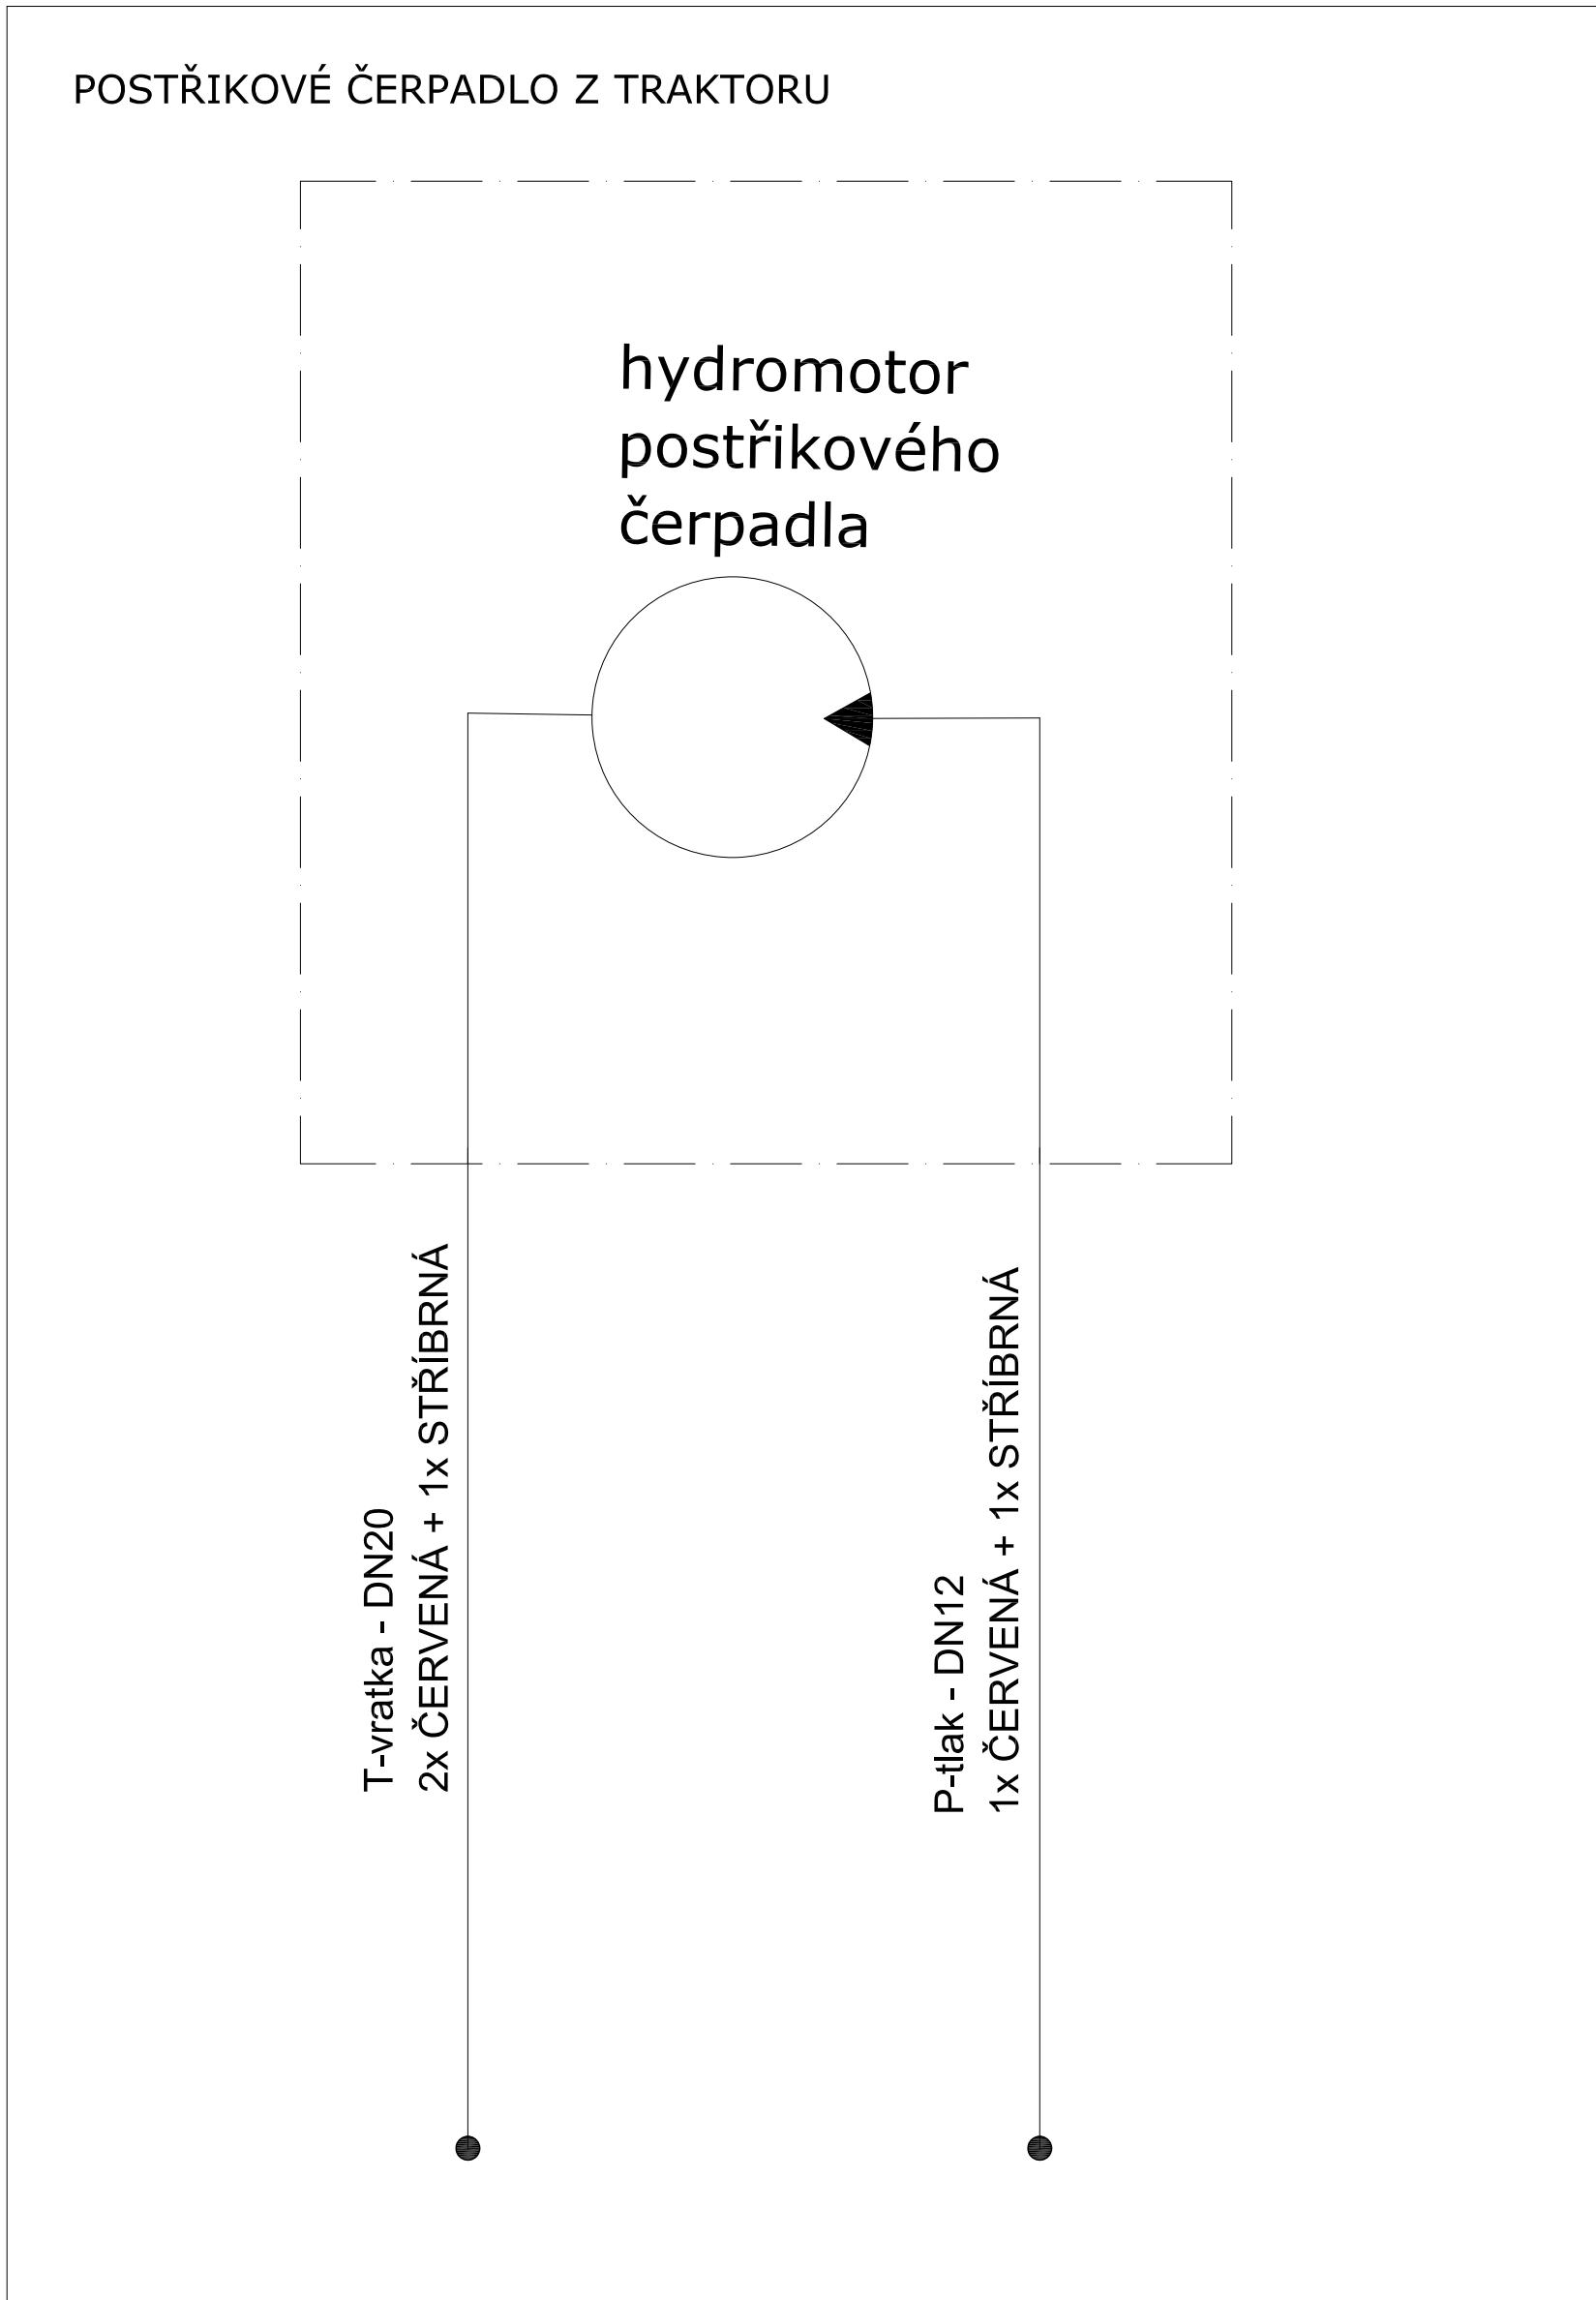 POSTŘIKOVÉ ČERPADLO Z TRAKTORU
hydromotor
postřikového
čerpadla
T-vratka - DN20
2x ČERVENÁ + 1x STŘÍBRNÁ
P-tlak - DN12
1x ČERVENÁ + 1x STŘÍBRNÁ